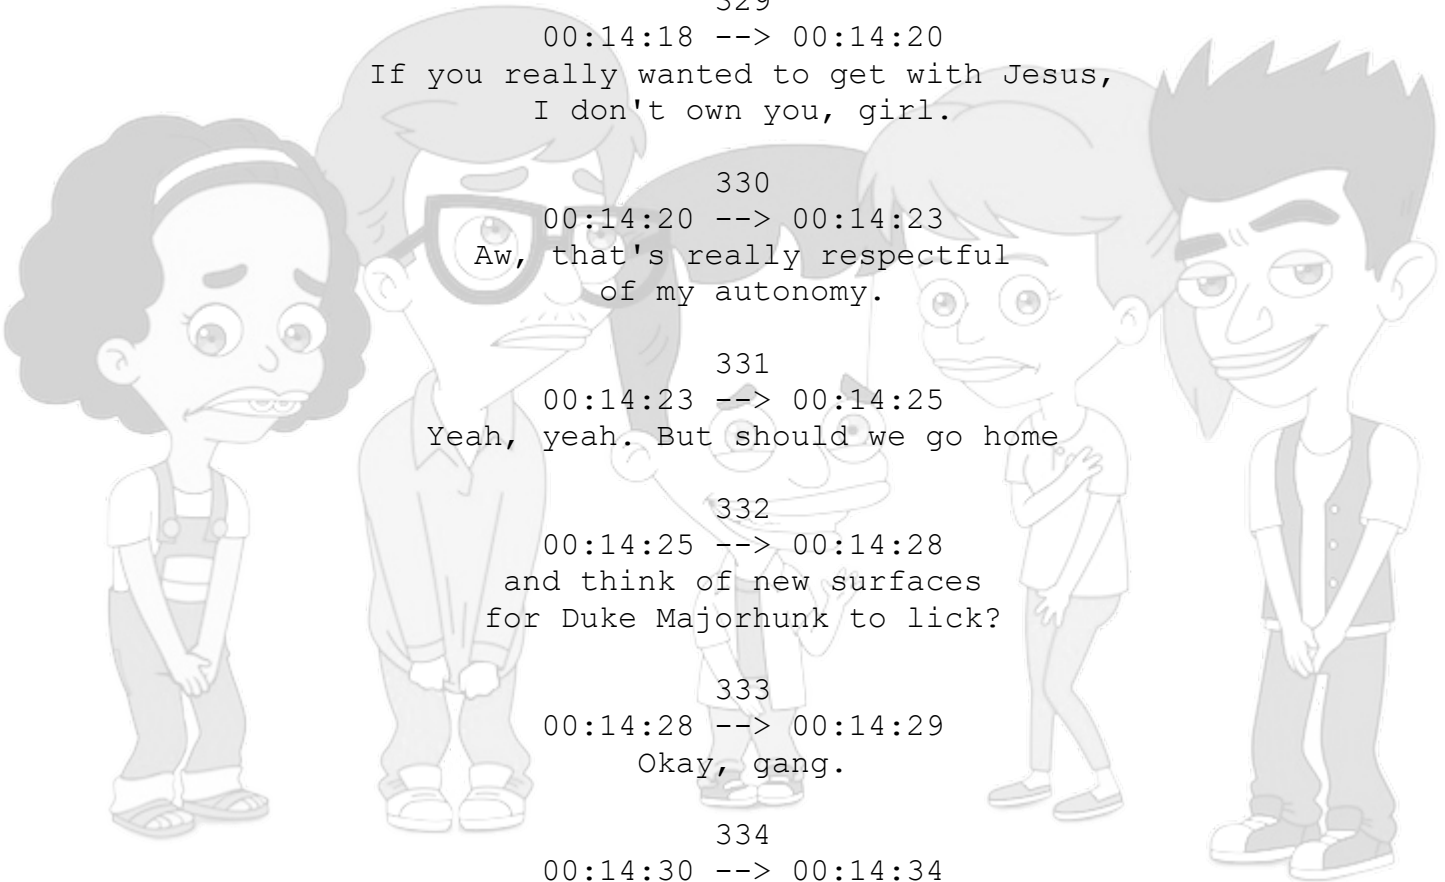 329
00:14:18 --> 00:14:20
If you really wanted to get with Jesus,
I don't own you, girl.
330
00:14:20 --> 00:14:23
Aw, that's really respectful
of my autonomy.
331
00:14:23 --> 00:14:25
Yeah, yeah. But should we go home
332
00:14:25 --> 00:14:28
and think of new surfaces
for Duke Majorhunk to lick?
333
00:14:28 --> 00:14:29
Okay, gang.
334
00:14:30 --> 00:14:34